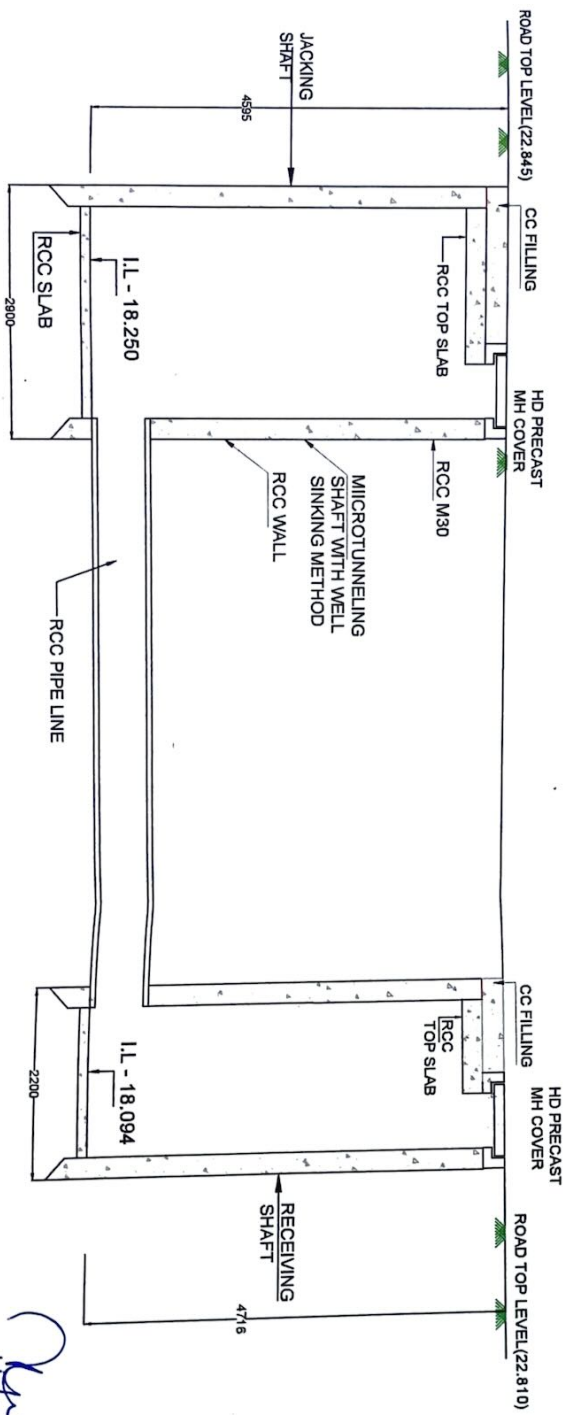 ROAD TOP LEVEL(22.845)
4595
JACKING
SHAFT
CC FILLING
RCC TOP SLAB
I.L - 18.250
RCC SLAB
2900
HD PRECAST
MH COVER
RCC M30
MIICROTUNNELING
SHAFT WITH WELL
SINKING METHOD
RCC WALL
RCC PIPE LINE
CC FILLING
RCC
TOP SLAB
HD PRECAST
MH COVER
I.L - 18.094
2200
RECEIVING
SHAFT
ROAD TOP LEVEL(22.810)
4716